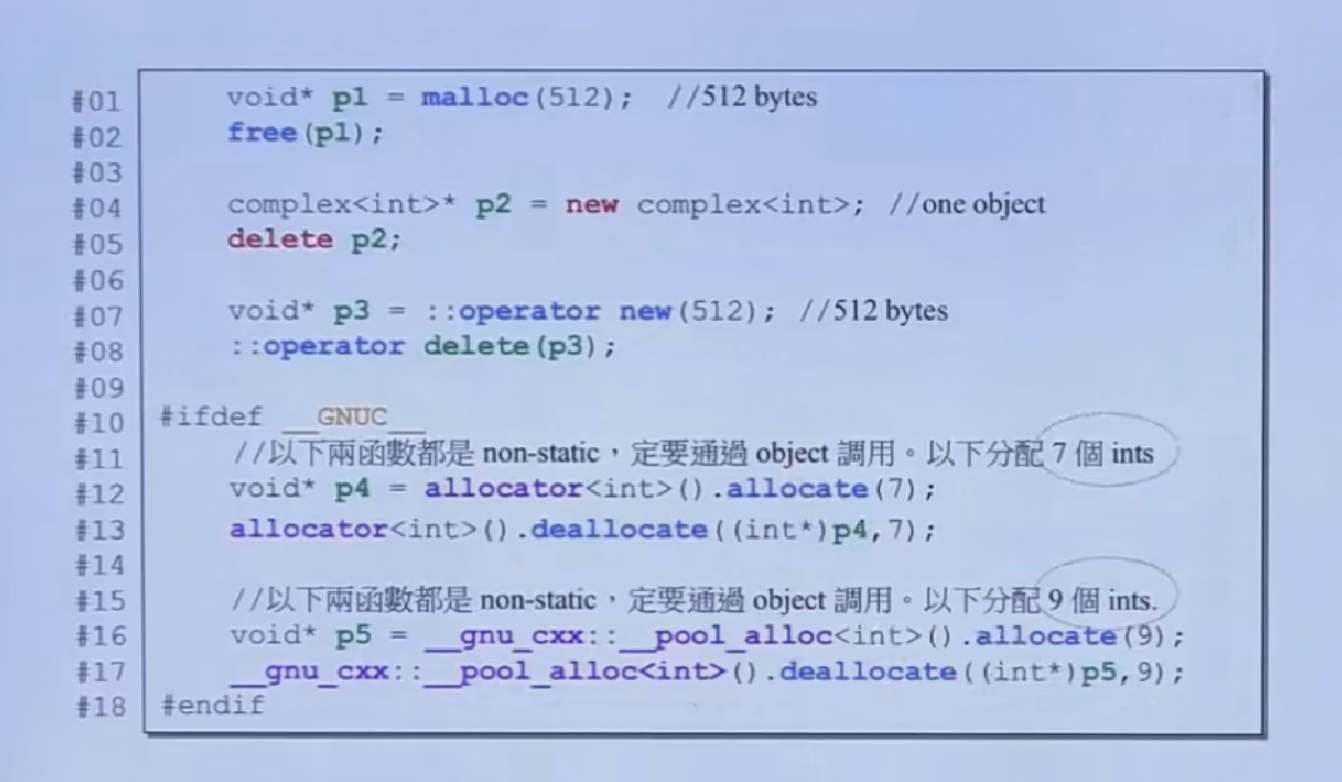 #01 void* p1 = malloc(512); //512 bytes
#02 free(p1);
#03
#04 complex<int>* p2 = new complex<int>; //one object
#05 delete p2;
#06
#07 void* p3 = ::operator new(512); //512 bytes
#08 ::operator delete(p3);
#09
#10 #ifdef __GNUC__
#11 //以下兩函數都是 non-static，定要通過 object 調用。以下分配 7 個 ints
#12 void* p4 = allocator<int>().allocate(7);
#13 allocator<int>().deallocate((int*)p4,7);
#14
#15 //以下兩函數都是 non-static，定要通過 object 調用。以下分配 9 個 ints.
#16 void* p5 = __gnu_cxx::__pool_alloc<int>().allocate(9);
#17 __gnu_cxx::__pool_alloc<int>().deallocate((int*)p5,9);
#18 #endif